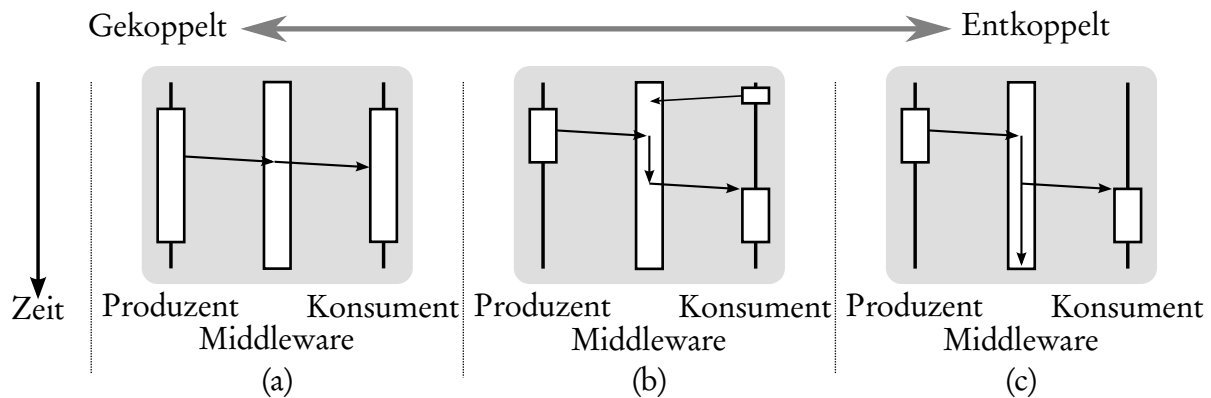 Gekoppelt Entkoppelt
Zeit
Produzent Konsument Produzent Konsument Produzent Konsument
Middleware Middleware Middleware
(a) (b) (c)